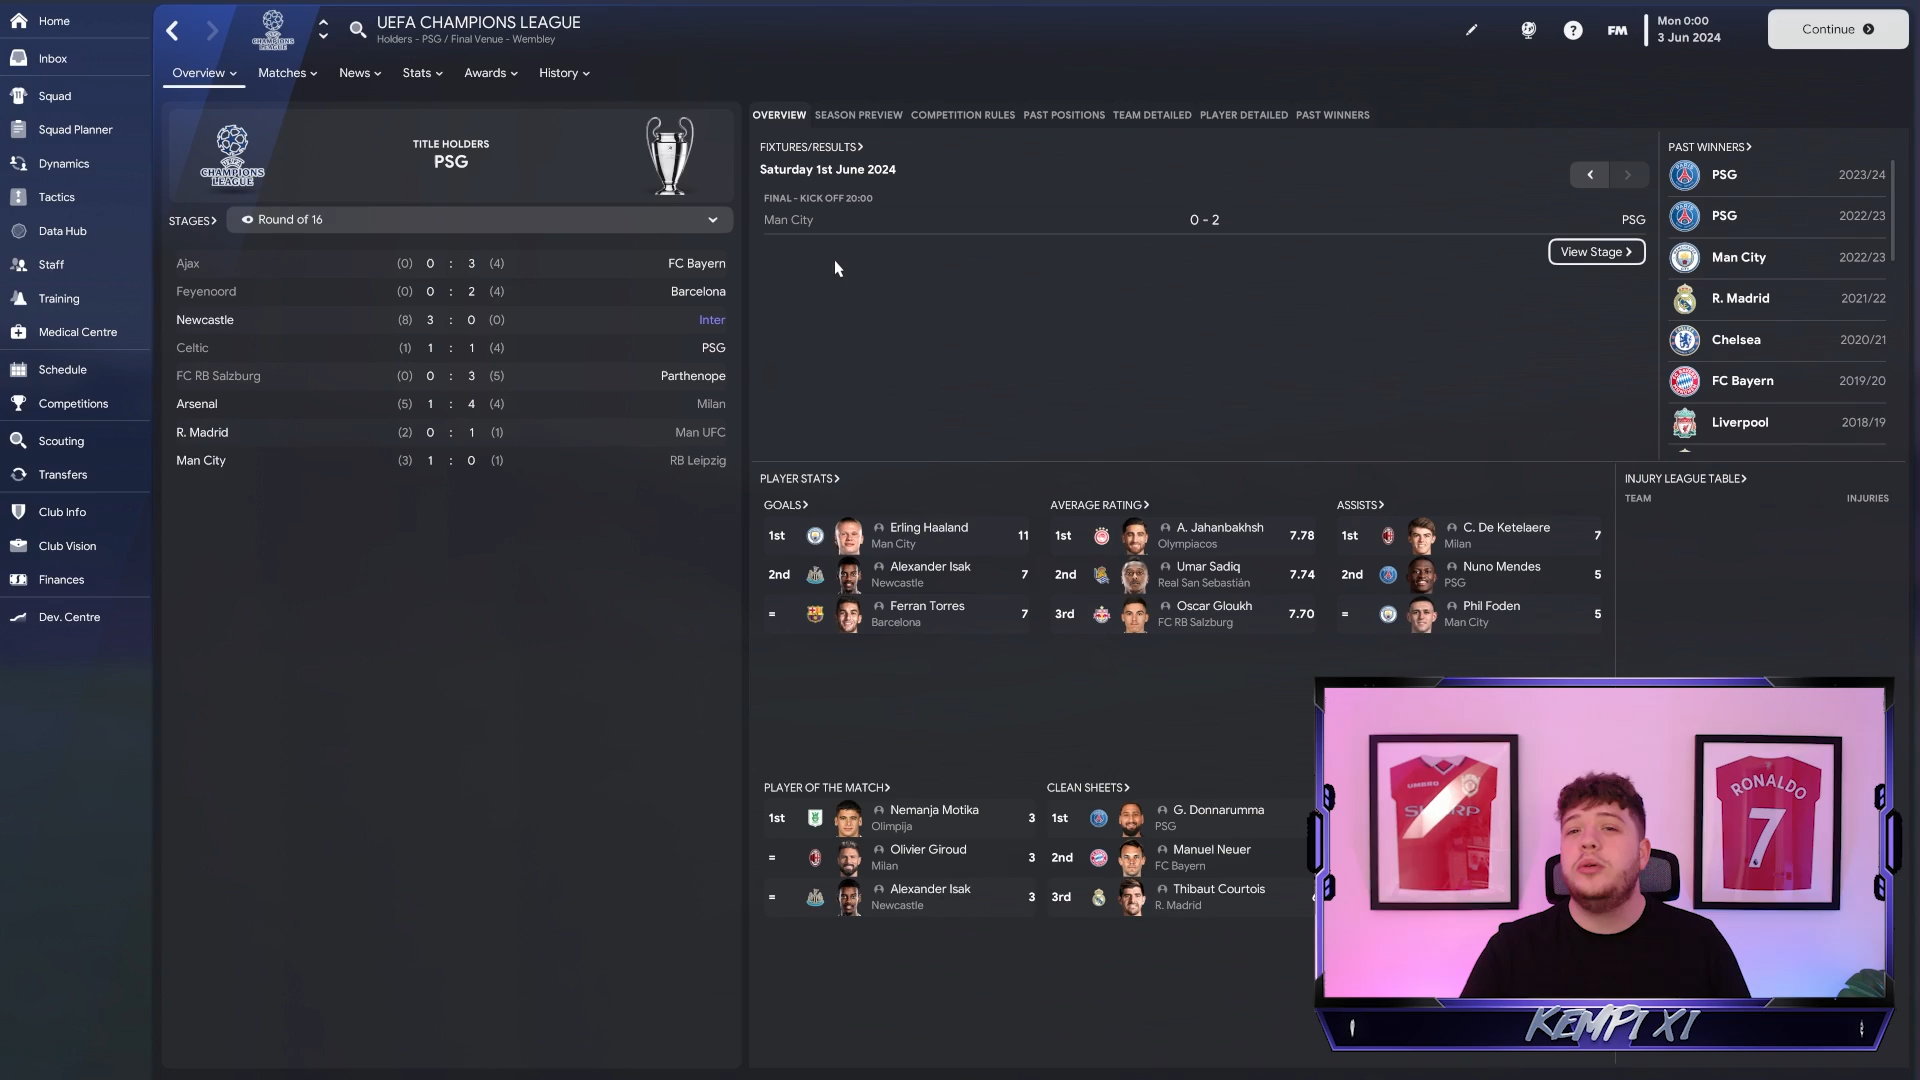 Home
Inbox
Squad
Squad Planner
Dynamics
Tactics
Data Hub
Staff
Training
Medical Centre
Schedule
Competitions
Scouting
Transfers
Club Info
Club Vision
Finances
Dev. Centre
UEFA CHAMPIONS LEAGUE
Holders - PSG / Final Venue - Wembley
FM
Mon 0:00
3 Jun 2024
Continue
Overview Matches News Stats Awards History
UEFA
CHAMPIONS
LEAGUE
TITLE HOLDERS
PSG
STAGES
Round of 16
Ajax (0) 0 : 3 (4) FC Bayern
Feyenoord (0) 0 : 2 (4) Barcelona
Newcastle (8) 3 : 0 (0) Inter
Celtic (1) 1 : 1 (4) PSG
FC RB Salzburg (0) 0 : 3 (5) Parthenope
Arsenal (5) 1 : 4 (4) Milan
R. Madrid (2) 0 : 1 (1) Man UFC
Man City (3) 1 : 0 (1) RB Leipzig
OVERVIEW SEASON PREVIEW COMPETITION RULES PAST POSITIONS TEAM DETAILED PLAYER DETAILED PAST WINNERS
FIXTURES/RESULTS
Saturday 1st June 2024
FINAL - KICK OFF 20:00
Man City 0 - 2 PSG
View Stage
PAST WINNERS
PSG 2023/24
PSG 2022/23
Man City 2022/23
R. Madrid 2021/22
Chelsea 2020/21
FC Bayern 2019/20
Liverpool 2018/19
PLAYER STATS
GOALS
1st Erling Haaland 11
Man City
2nd Alexander Isak 7
Newcastle
= Ferran Torres 7
Barcelona
AVERAGE RATING
1st A. Jahanbakhsh 7.78
Olympiacos
2nd Umar Sadiq 7.74
Real San Sebastián
3rd Oscar Gloukh 7.70
FC RB Salzburg
ASSISTS
1st C. De Ketelaere 7
Milan
2nd Nuno Mendes 5
PSG
= Phil Foden 5
Man City
INJURY LEAGUE TABLE
TEAM INJURIES
PLAYER OF THE MATCH
1st Nemanja Motika 3
Olimpija
= Olivier Giroud 3
Milan
= Alexander Isak 3
Newcastle
CLEAN SHEETS
1st G. Donnarumma
PSG
2nd Manuel Neuer
FC Bayern
3rd Thibaut Courtois
R. Madrid
UMBRO
SHARP
RONALDO
7
KEMPI XI